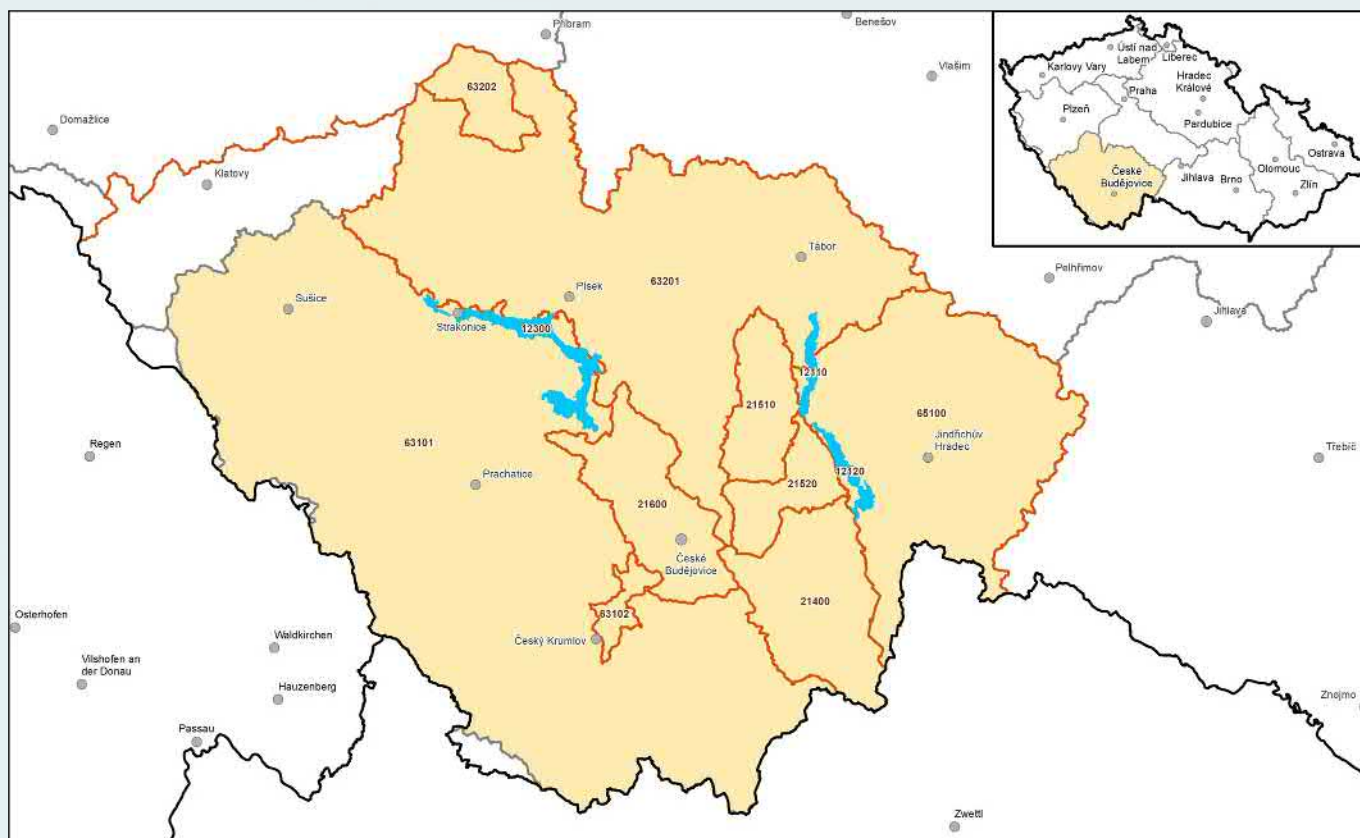 Příbram
Benešov
Vlašim
Domažlice
63202
Klatovy
Tábor
Pelhřimov
Jihlava
Sušice
Písek
63201
Strakonice
12300
12110
21510
65100
Regen
63101
Jindřichův
Hradec
Třebíč
Prachatice
12120
21520
21600
České
Budějovice
21400
63102
Český Krumlov
Osterhofen
Waldkirchen
Vilshofen an
der Donau
Hauzenberg
Passau
Znojmo
Zwettl
Ústí nad
Labem
Liberec
Karlovy Vary
Hradec
Králové
Praha
Plzeň
Pardubice
Ostrava
Olomouc
České
Budějovice
Jihlava
Brno
Zlín